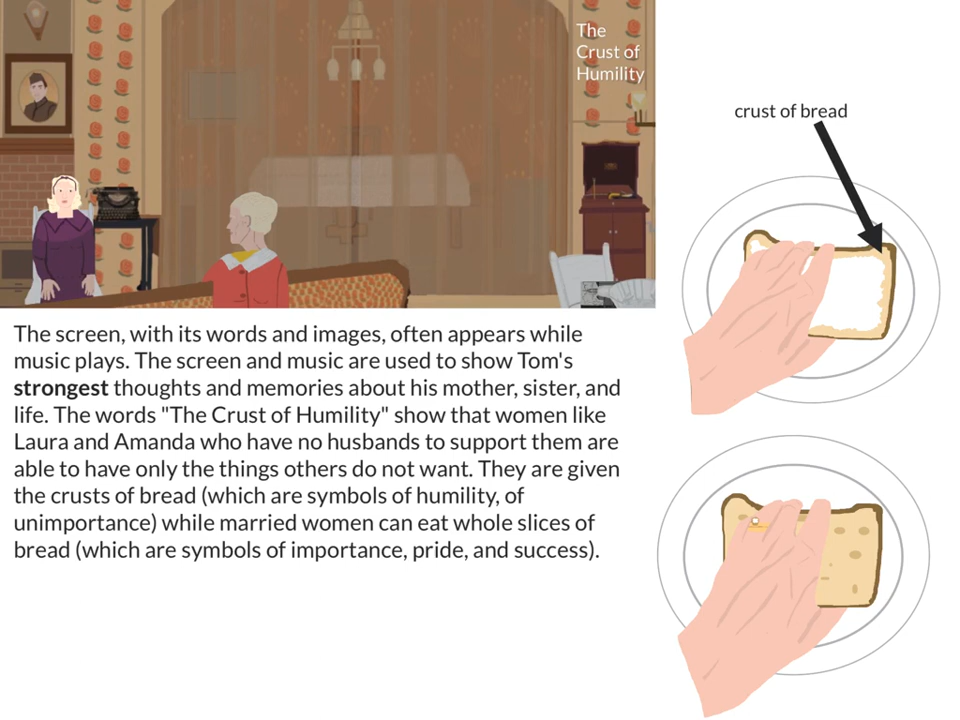 The
Crust of
Humility
crust of bread
The screen, with its words and images, often appears while
music plays. The screen and music are used to show Tom's
strongest thoughts and memories about his mother, sister, and
life. The words "The Crust of Humility" show that women like
Laura and Amanda who have no husbands to support them are
able to have only the things others do not want. They are given
the crusts of bread (which are symbols of humility, of
unimportance) while married women can eat whole slices of
bread (which are symbols of importance, pride, and success).